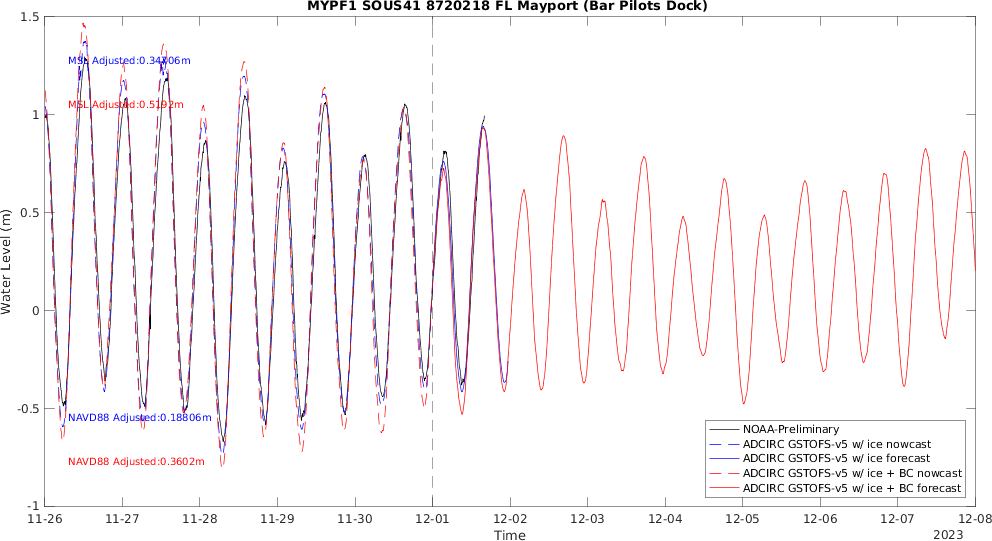 MYPF1 SOUS41 8720218 FL Mayport (Bar Pilots Dock)
1.5
1
0.5
0
-0.5
-1
Water Level (m)
MSL Adjusted:0.34706m
MSL Adjusted:0.5192m
NAVD88 Adjusted:0.18806m
NAVD88 Adjusted:0.3602m
NOAA-Preliminary
ADCIRC GSTOFS-v5 w/ ice nowcast
ADCIRC GSTOFS-v5 w/ ice forecast
ADCIRC GSTOFS-v5 w/ ice + BC nowcast
ADCIRC GSTOFS-v5 w/ ice + BC forecast
11-26 11-27 11-28 11-29 11-30 12-01 12-02 12-03 12-04 12-05 12-06 12-07 12-08
Time
2023